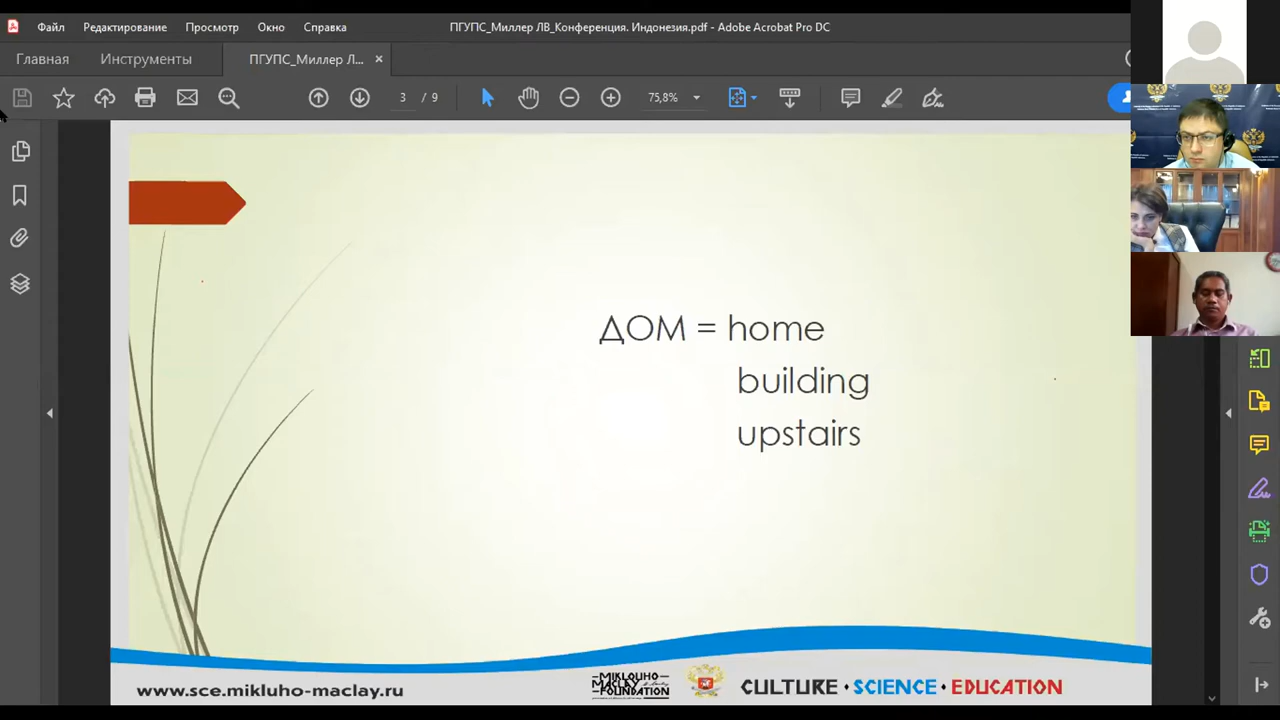 Файл Редактирование Просмотр Окно Справка
ПГУПС_Миллер ЛВ_Конференция. Индонезия.pdf - Adobe Acrobat Pro DC
Главная Инструменты ПГУПС_Миллер Л... ×
3 / 9 75,8%
ДОМ = home
building
upstairs
www.sce.mikluho-maclay.ru
MIKLOUHO
MACLAY
FOUNDATION
CULTURE · SCIENCE · EDUCATION